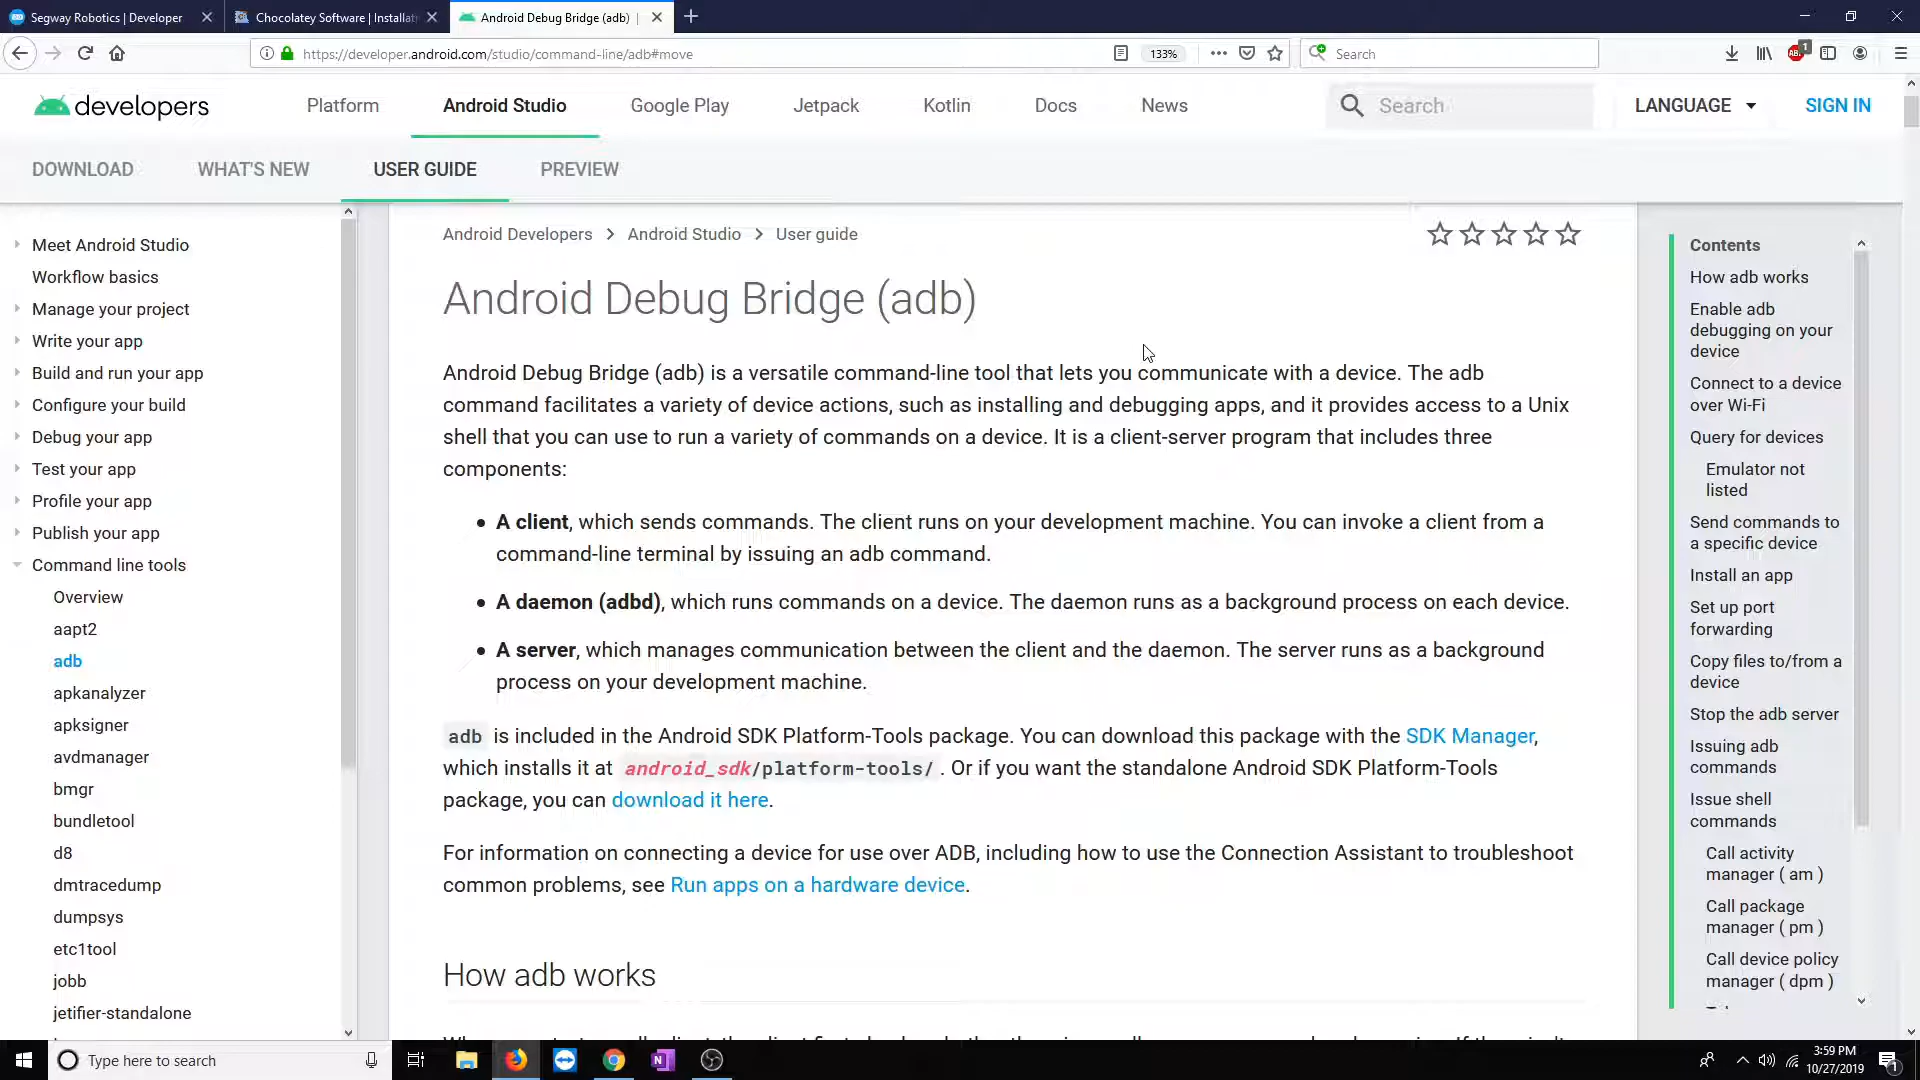 Segway Robotics | Developer
Chocolatey Software | Installat
Android Debug Bridge (adb) |
https://developer.android.com/studio/command-line/adb#move
133%
Search
1
developers
Platform
Android Studio
Google Play
Jetpack
Kotlin
Docs
News
Search
LANGUAGE
SIGN IN
DOWNLOAD
WHAT'S NEW
USER GUIDE
PREVIEW
Meet Android Studio
Workflow basics
Manage your project
Write your app
Build and run your app
Configure your build
Debug your app
Test your app
Profile your app
Publish your app
Command line tools
Overview
aapt2
adb
apkanalyzer
apksigner
avdmanager
bmgr
bundletool
d8
dmtracedump
dumpsys
etc1tool
jobb
jetifier-standalone
Android Developers > Android Studio > User guide
Android Debug Bridge (adb)
Android Debug Bridge (adb) is a versatile command-line tool that lets you communicate with a device. The adb
command facilitates a variety of device actions, such as installing and debugging apps, and it provides access to a Unix
shell that you can use to run a variety of commands on a device. It is a client-server program that includes three
components:
• A client, which sends commands. The client runs on your development machine. You can invoke a client from a
command-line terminal by issuing an adb command.
• A daemon (adbd), which runs commands on a device. The daemon runs as a background process on each device.
• A server, which manages communication between the client and the daemon. The server runs as a background
process on your development machine.
adb is included in the Android SDK Platform-Tools package. You can download this package with the SDK Manager,
which installs it at android_sdk/platform-tools/ . Or if you want the standalone Android SDK Platform-Tools
package, you can download it here.
For information on connecting a device for use over ADB, including how to use the Connection Assistant to troubleshoot
common problems, see Run apps on a hardware device.
How adb works
Contents
How adb works
Enable adb
debugging on your
device
Connect to a device
over Wi-Fi
Query for devices
Emulator not
listed
Send commands to
a specific device
Install an app
Set up port
forwarding
Copy files to/from a
device
Stop the adb server
Issuing adb
commands
Issue shell
commands
Call activity
manager ( am )
Call package
manager ( pm )
Call device policy
manager ( dpm )
Type here to search
3:59 PM
10/27/2019
1